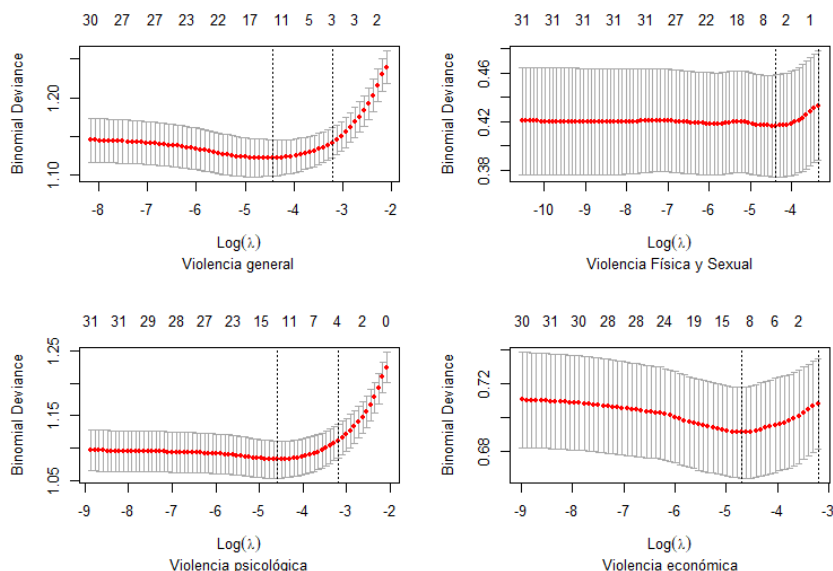 30 27 27 23 22 17 11 5 3 3 2
Binomial Deviance
1.10 1.20
-8 -7 -6 -5 -4 -3 -2
Log(λ)
Violencia general
31 31 31 31 31 27 22 18 8 2 1
Binomial Deviance
0.38 0.42 0.46
-10 -9 -8 -7 -6 -5 -4
Log(λ)
Violencia Física y Sexual
31 31 29 28 27 23 15 11 7 4 2 0
Binomial Deviance
1.05 1.15 1.25
-9 -8 -7 -6 -5 -4 -3 -2
Log(λ)
Violencia psicológica
30 31 30 28 28 24 19 15 8 6 2
Binomial Deviance
0.68 0.72
-9 -8 -7 -6 -5 -4 -3
Log(λ)
Violencia económica